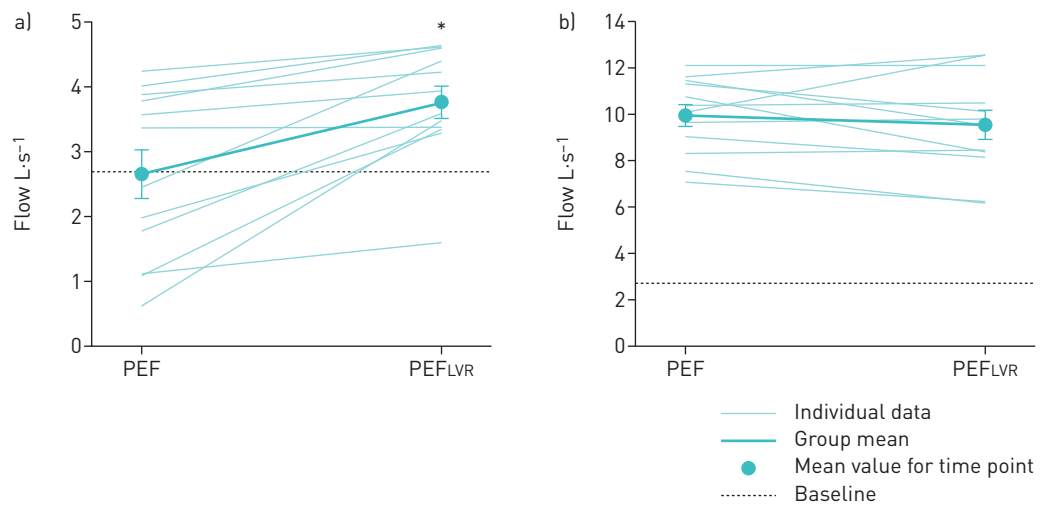 a)
5
4
3
2
1
0
Flow L·s⁻¹
*
PEF
PEFLVR
b)
14
12
10
8
6
4
2
0
Flow L·s⁻¹
PEF
PEFLVR
Individual data
Group mean
Mean value for time point
Baseline